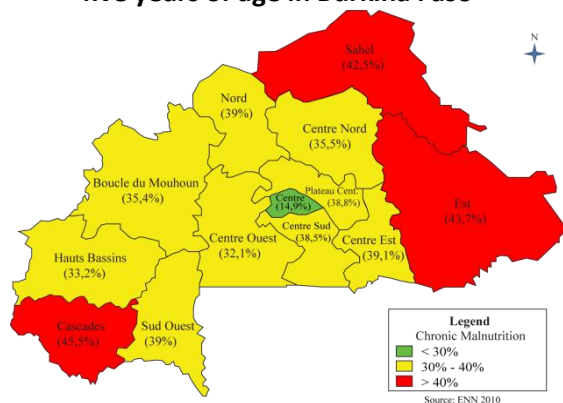 five years of age in Burkina Faso
N
Sahel
(42,5%)
Nord
(39%)
Centre Nord
(35,5%)
Boucle du Mouhoun
(35,4%)
Centre
(14,9%)
Plateau Cent.
(38,8%)
Est
(43,7%)
Centre Ouest
(32,1%)
Centre Sud
(38,5%)
Centre Est
(39,1%)
Hauts Bassins
(33,2%)
Cascades
(45,5%)
Sud Ouest
(39%)
Legend
Chronic Malnutrition
< 30%
30% - 40%
> 40%
Source: ENN 2010